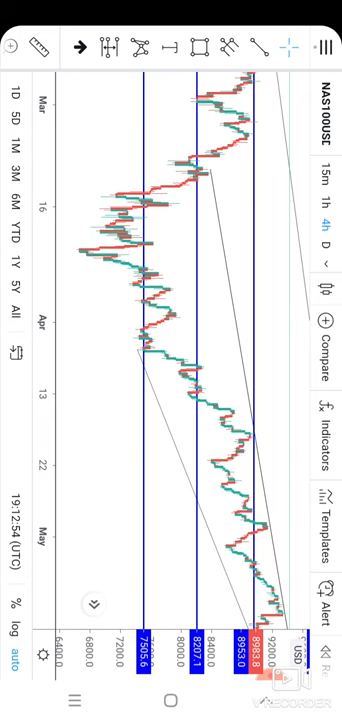 NAS100USD
15m 1h 4h D
Compare
Indicators
Templates
Alert
Re
USD
9200.0
8983.8
8953.0
8400.0
8207.1
8000.0
7505.6
7200.0
6800.0
6400.0
Mar
16
Apr
13
22
May
1D 5D 1M 3M 6M YTD 1Y 5Y All
19:12:54 (UTC)
% log auto
VRECORDER